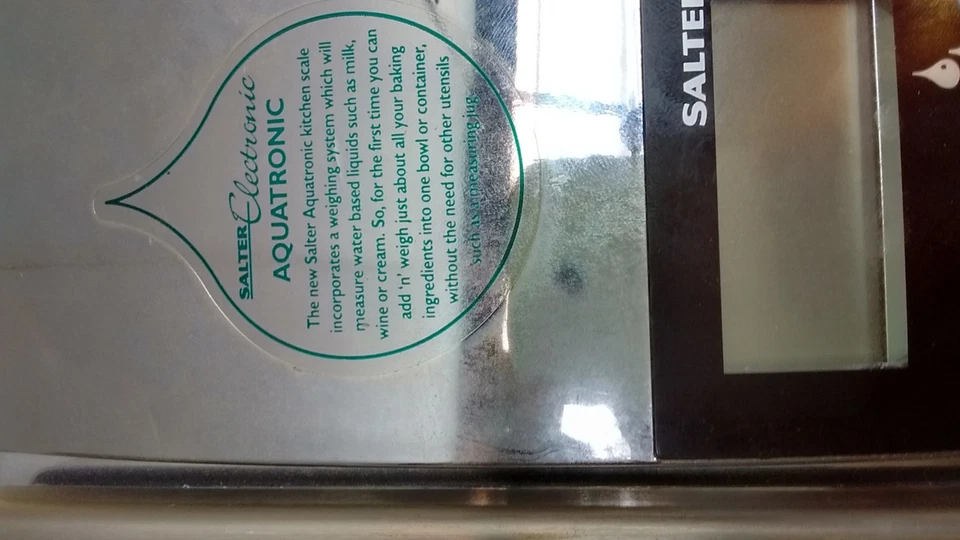 SALTER Electronic
AQUATRONIC
The new Salter Aquatronic kitchen scale
incorporates a weighing system which will
measure water based liquids such as milk,
wine or cream. So, for the first time you can
add 'n' weigh just about all your baking
ingredients into one bowl or container,
without the need for other utensils
such as a measuring jug.
SALTER